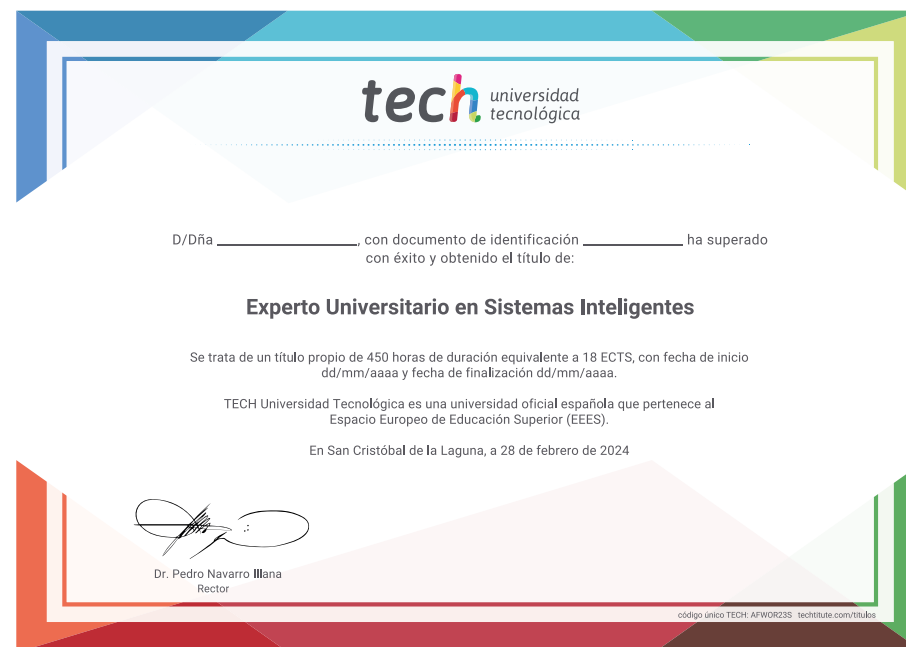 tech universidad
tecnológica
D/Dña ____________, con documento de identificación ____________ ha superado
con éxito y obtenido el título de:
Experto Universitario en Sistemas Inteligentes
Se trata de un título propio de 450 horas de duración equivalente a 18 ECTS, con fecha de inicio
dd/mm/aaaa y fecha de finalización dd/mm/aaaa.
TECH Universidad Tecnológica es una universidad oficial española que pertenece al
Espacio Europeo de Educación Superior (EEES).
En San Cristóbal de la Laguna, a 28 de febrero de 2024
Dr. Pedro Navarro Illana
Rector
código único TECH: AFWOR23S techtitute.com/titulos